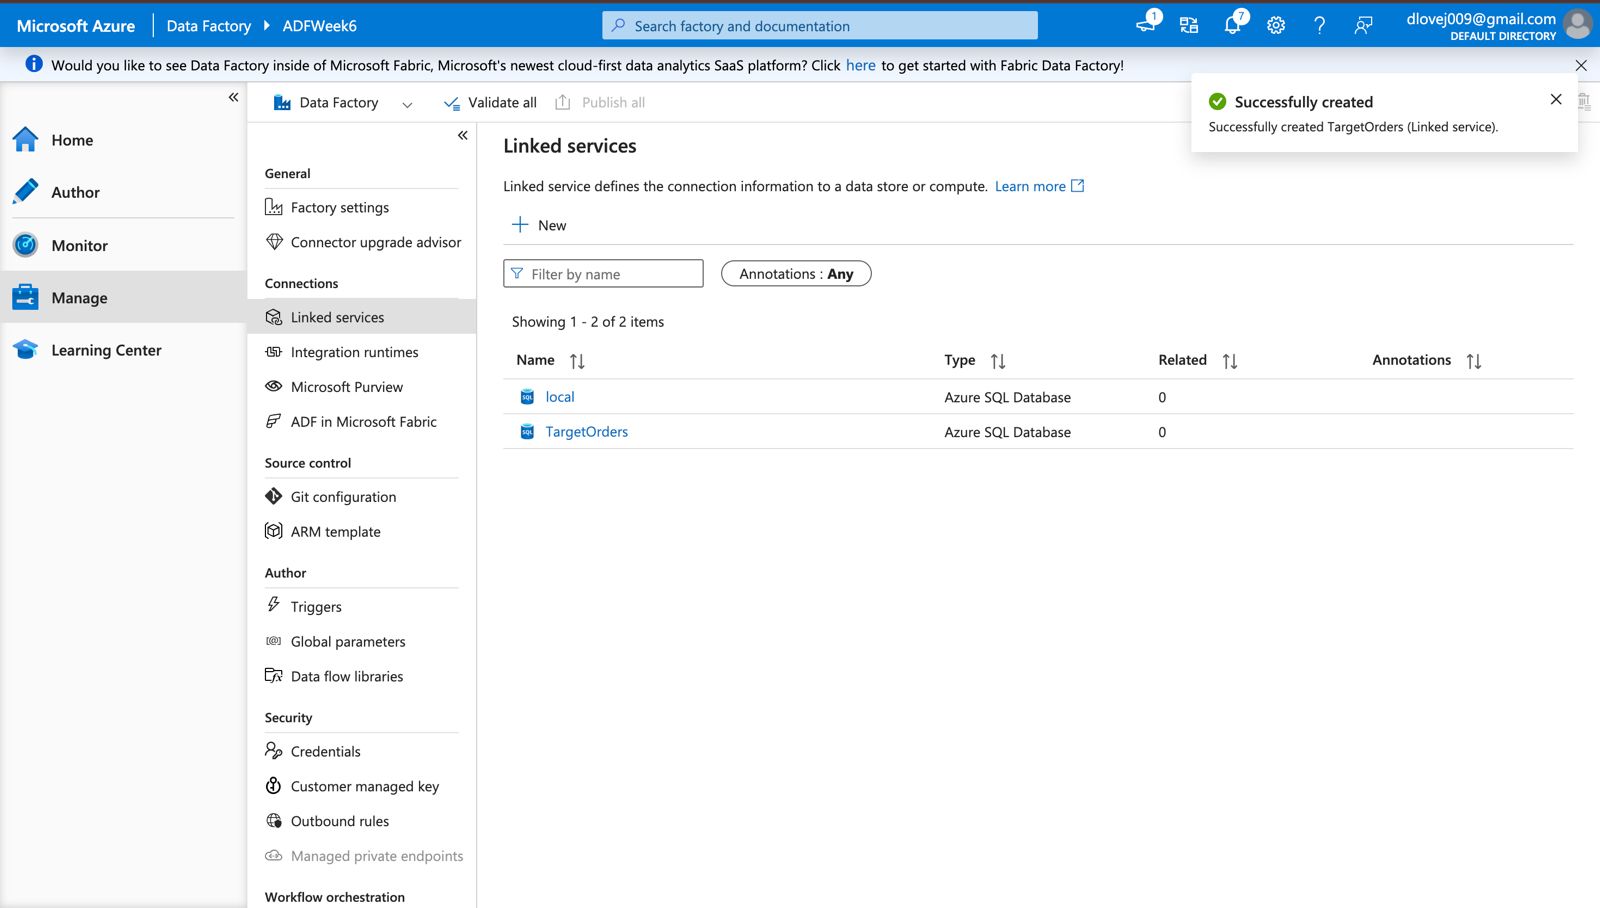 Microsoft Azure
Data Factory
ADFWeek6
Search factory and documentation
1
7
dlovej009@gmail.com
DEFAULT DIRECTORY
Would you like to see Data Factory inside of Microsoft Fabric, Microsoft's newest cloud-first data analytics SaaS platform? Click here to get started with Fabric Data Factory!
Successfully created
Successfully created TargetOrders (Linked service).
Home
Author
Monitor
Manage
Learning Center
Data Factory
Validate all
Publish all
General
Factory settings
Connector upgrade advisor
Connections
Linked services
Integration runtimes
Microsoft Purview
ADF in Microsoft Fabric
Source control
Git configuration
ARM template
Author
Triggers
Global parameters
Data flow libraries
Security
Credentials
Customer managed key
Outbound rules
Managed private endpoints
Workflow orchestration
Linked services
Linked service defines the connection information to a data store or compute. Learn more
New
Filter by name
Annotations : Any
Showing 1 - 2 of 2 items
Name Type Related Annotations
SQL local Azure SQL Database 0
SQL TargetOrders Azure SQL Database 0